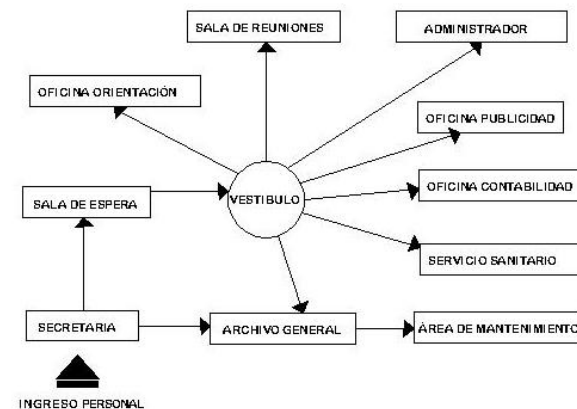 SALA DE REUNIONES
ADMINISTRADOR
OFICINA ORIENTACIÓN
OFICINA PUBLICIDAD
OFICINA CONTABILIDAD
SALA DE ESPERA
VESTIBULO
SERVICIO SANITARIO
SECRETARIA
ARCHIVO GENERAL
ÁREA DE MANTENIMIENTO
INGRESO PERSONAL